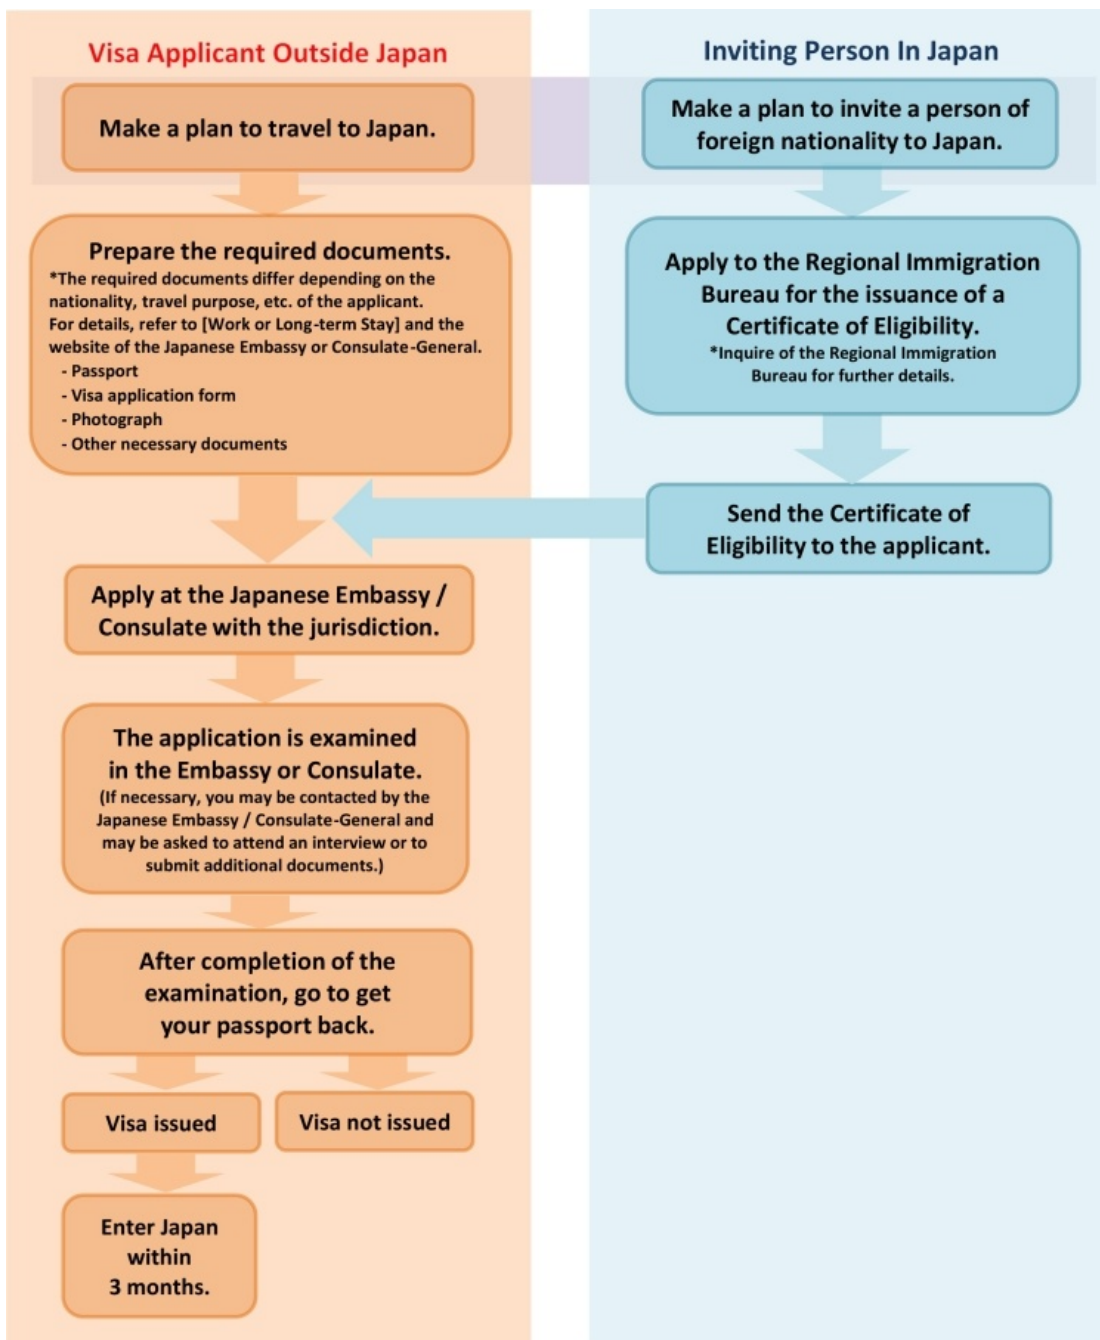 Visa Applicant Outside Japan
Make a plan to travel to Japan.
Prepare the required documents.
*The required documents differ depending on the
nationality, travel purpose, etc. of the applicant.
For details, refer to [Work or Long-term Stay] and the
website of the Japanese Embassy or Consulate-General.
- Passport
- Visa application form
- Photograph
- Other necessary documents
Apply at the Japanese Embassy /
Consulate with the jurisdiction.
The application is examined
in the Embassy or Consulate.
(If necessary, you may be contacted by the
Japanese Embassy / Consulate-General and
may be asked to attend an interview or to
submit additional documents.)
After completion of the
examination, go to get
your passport back.
Visa issued
Visa not issued
Enter Japan
within
3 months.
Inviting Person In Japan
Make a plan to invite a person of
foreign nationality to Japan.
Apply to the Regional Immigration
Bureau for the issuance of a
Certificate of Eligibility.
*Inquire of the Regional Immigration
Bureau for further details.
Send the Certificate of
Eligibility to the applicant.